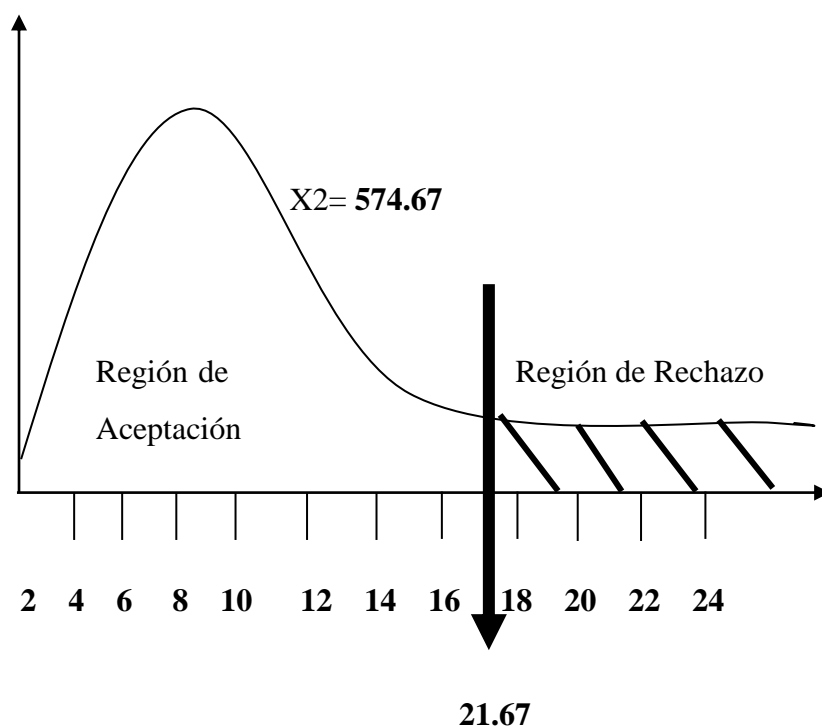 X2= 574.67
Región de
Aceptación
Región de Rechazo
2 4 6 8 10 12 14 16 18 20 22 24
21.67